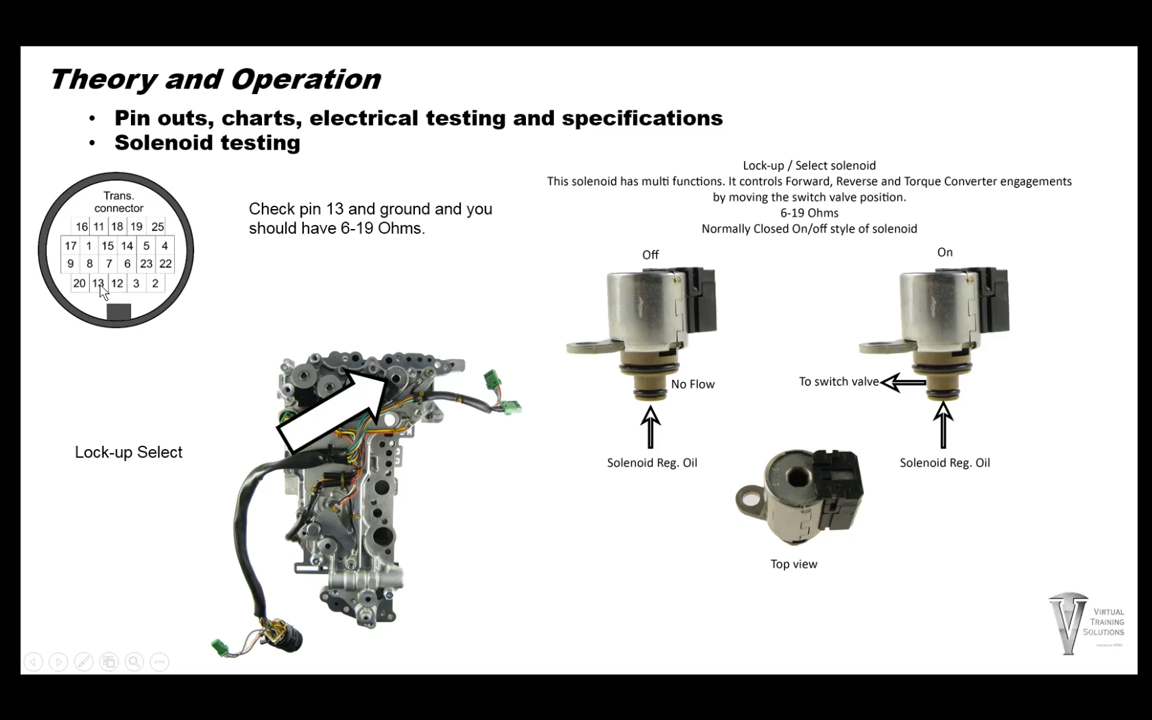 Theory and Operation
• Pin outs, charts, electrical testing and specifications
• Solenoid testing
Trans.
connector
16 11 18 19 25
17 1 15 14 5 4
9 8 7 6 23 22
20 13 12 3 2
Check pin 13 and ground and you
should have 6-19 Ohms.
Lock-up / Select solenoid
This solenoid has multi functions. It controls Forward, Reverse and Torque Converter engagements
by moving the switch valve position.
6-19 Ohms
Normally Closed On/off style of solenoid
Off
On
No Flow
To switch valve
Solenoid Reg. Oil
Solenoid Reg. Oil
Lock-up Select
Top view
VIRTUAL
TRAINING
SOLUTIONS